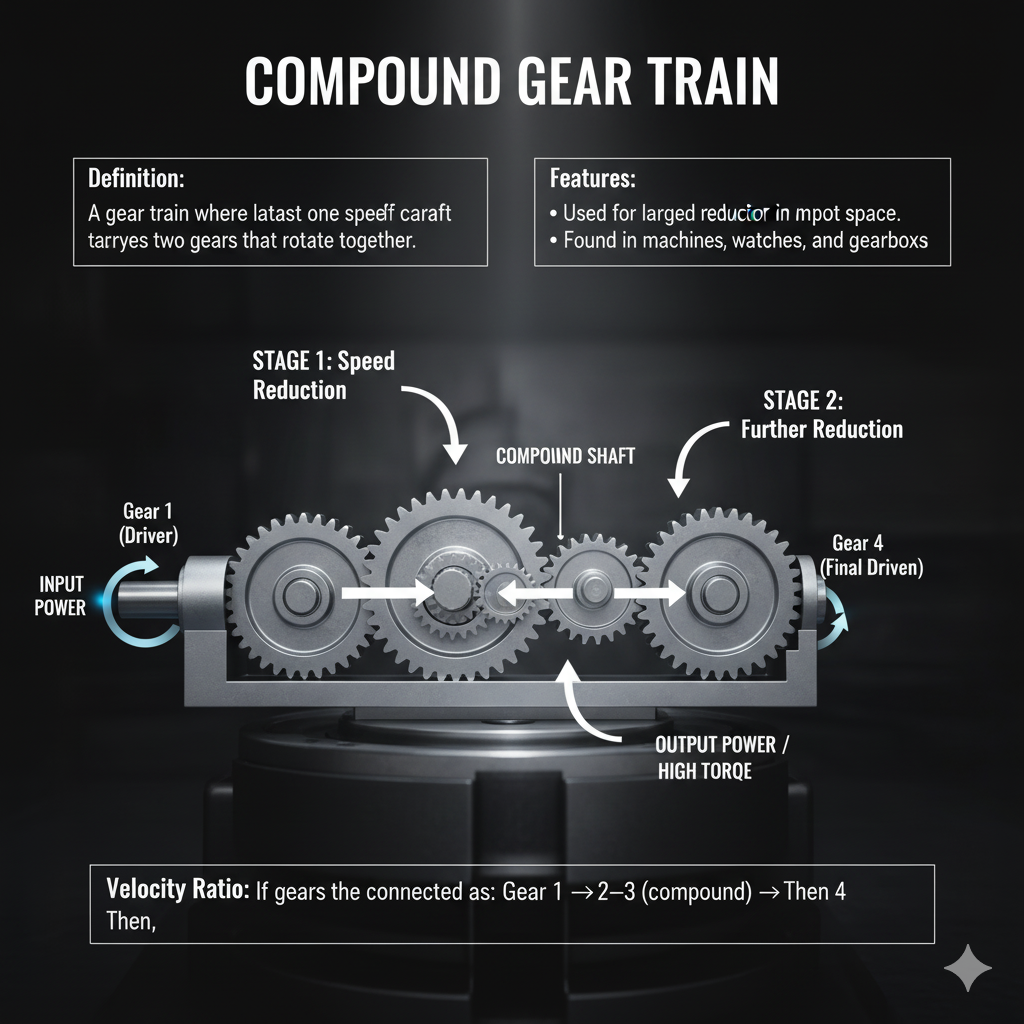 COMPOUND GEAR TRAIN
Definition:
A gear train where latast one speeff caraft
tarryes two gears that rotate together.
Features:
• Used for larged reducior in mpot space.
• Found in machines, watches, and gearboxs
STAGE 1: Speed
Reduction
STAGE 2:
Further Reduction
COMPOUND SHAFT
Gear 1
(Driver)
INPUT
POWER
Gear 4
(Final Driven)
OUTPUT POWER /
HIGH TORQE
Velocity Ratio: If gears the connected as: Gear 1 → 2–3 (compound) → Then 4
Then,